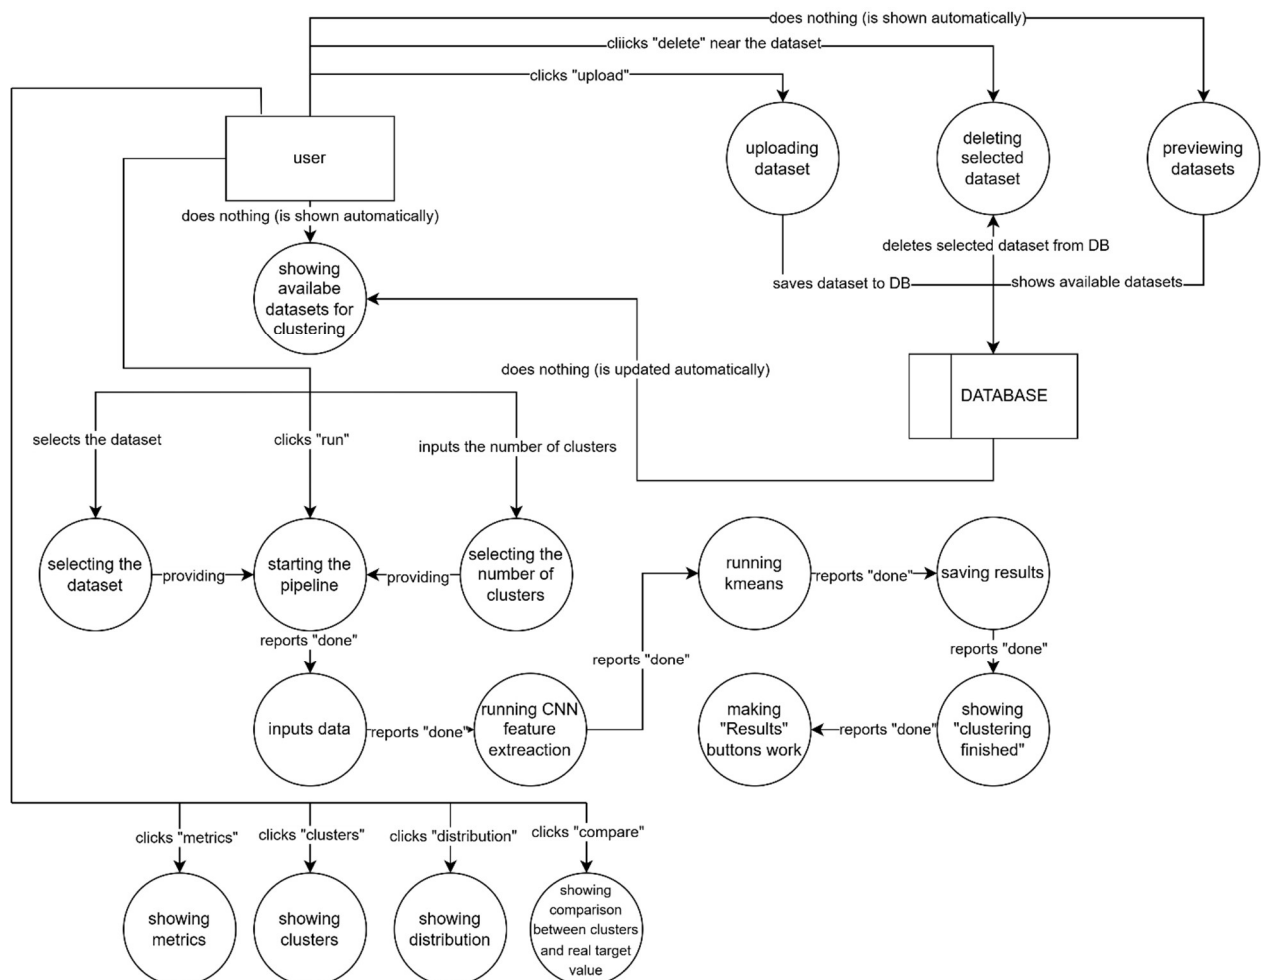 does nothing (is shown automatically)
cliicks "delete" near the dataset
clicks "upload"
user
uploading
dataset
deleting
selected
dataset
previewing
datasets
does nothing (is shown automatically)
deletes selected dataset from DB
showing
availabe
datasets for
clustering
saves dataset to DB
shows available datasets
does nothing (is updated automatically)
DATABASE
selects the dataset
clicks "run"
inputs the number of clusters
selecting the
dataset
providing
starting the
pipeline
providing
selecting the
number of
clusters
running
kmeans
reports "done"
saving results
reports "done"
reports "done"
reports "done"
inputs data
reports "done"
running CNN
feature
extreaction
making
"Results"
buttons work
reports "done"
showing
"clustering
finished"
clicks "metrics"
clicks "clusters"
clicks "distribution"
clicks "compare"
showing
metrics
showing
clusters
showing
distribution
showing
comparison
between clusters
and real target
value